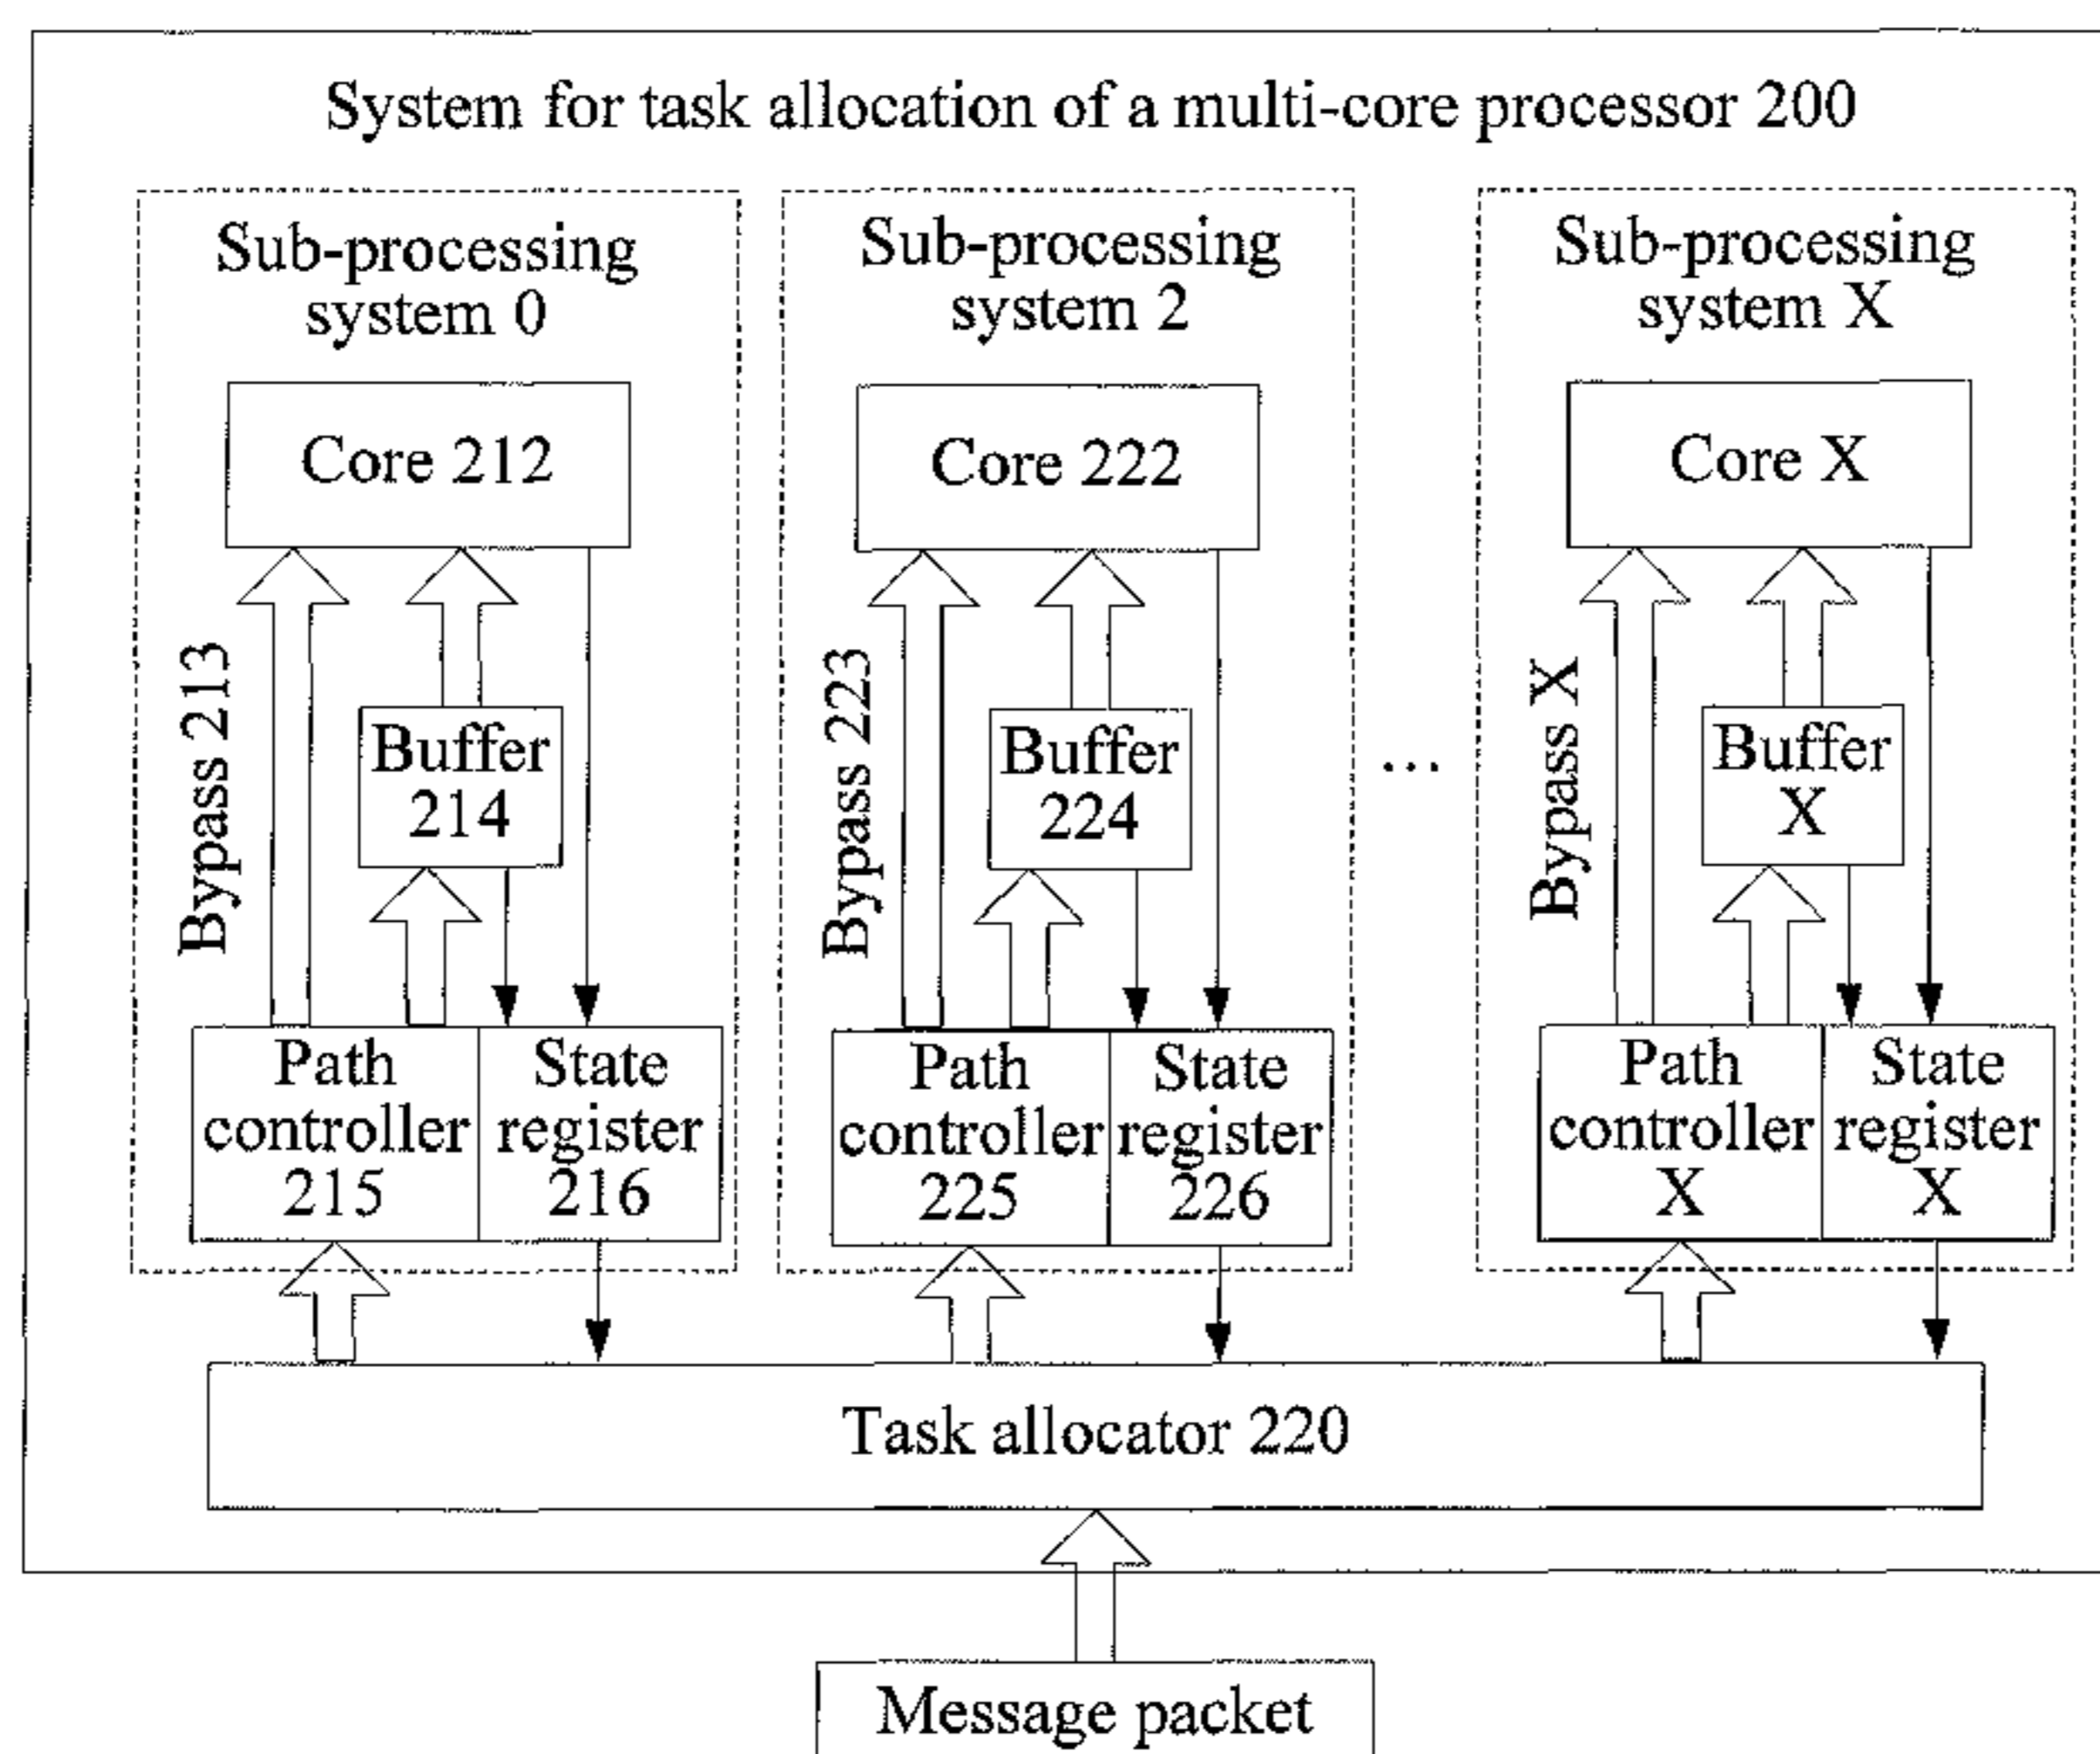 System for task allocation of a multi-core processor 200
Sub-processing
system 0
Core 212
Bypass 213
Buffer
214
Path
controller
215
State
register
216
Sub-processing
system 2
Core 222
Bypass 223
Buffer
224
Path
controller
225
State
register
226
...
Sub-processing
system X
Core X
Bypass X
Buffer
X
Path
controller
X
State
register
X
Task allocator 220
Message packet